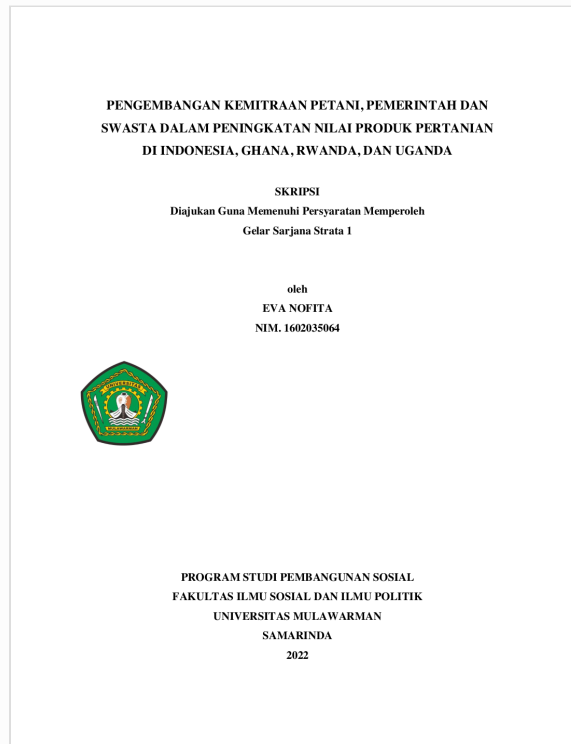 PENGEMBANGAN KEMITRAAN PETANI, PEMERINTAH DAN
SWASTA DALAM PENINGKATAN NILAI PRODUK PERTANIAN
DI INDONESIA, GHANA, RWANDA, DAN UGANDA
SKRIPSI
Diajukan Guna Memenuhi Persyaratan Memperoleh
Gelar Sarjana Strata 1
oleh
EVA NOFITA
NIM. 1602035064
UNIVERSITAS
MULAWARMAN
PROGRAM STUDI PEMBANGUNAN SOSIAL
FAKULTAS ILMU SOSIAL DAN ILMU POLITIK
UNIVERSITAS MULAWARMAN
SAMARINDA
2022